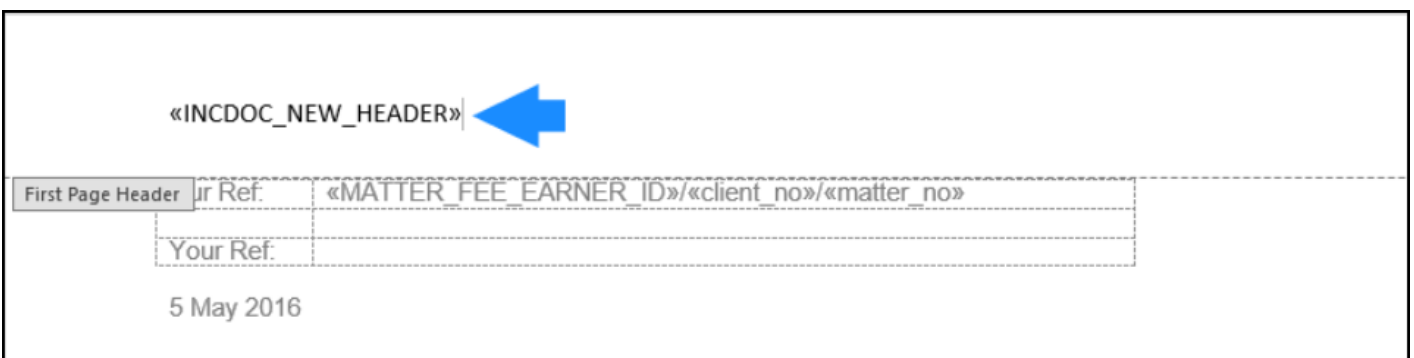 «INCDOC_NEW_HEADER»
First Page Header ur Ref: «MATTER_FEE_EARNER_ID»/«client_no»/«matter_no»
Your Ref:
5 May 2016